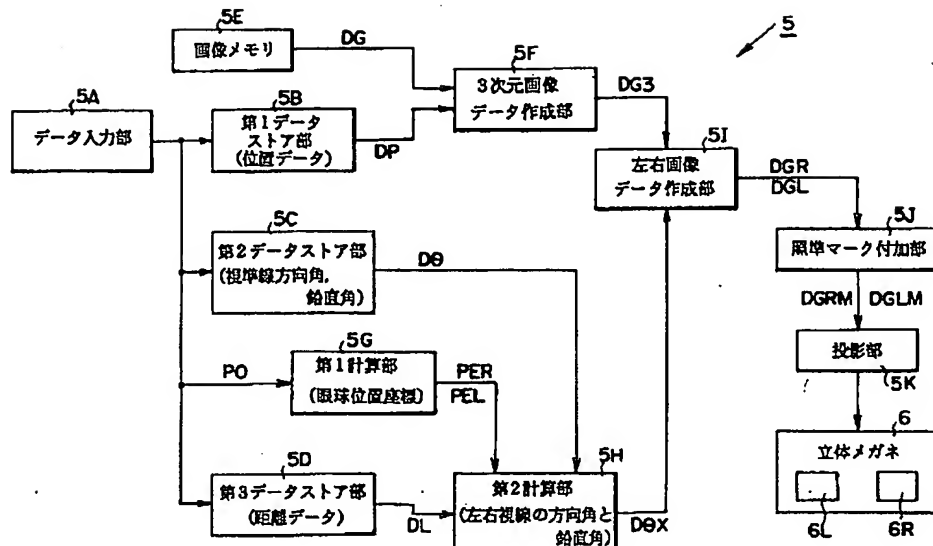 5
5E
画像メモリ
DG
5F
3次元画像
データ作成部
DG3
5A
データ入力部
5B
第1データ
ストア部
(位置データ)
DP
5I
左右画像
データ作成部
DGR
DGL
5J
照準マーク付加部
5C
第2データストア部
(視準線方向角,
鉛直角)
Dθ
DGRM
DGLM
投影部
5K
PO
5G
第1計算部
(眼球位置座標)
PER
PEL
5D
第3データストア部
(距離データ)
DL
5H
第2計算部
(左右視線の方向角と
鉛直角)
DθX
6
立体メガネ
6L
6R